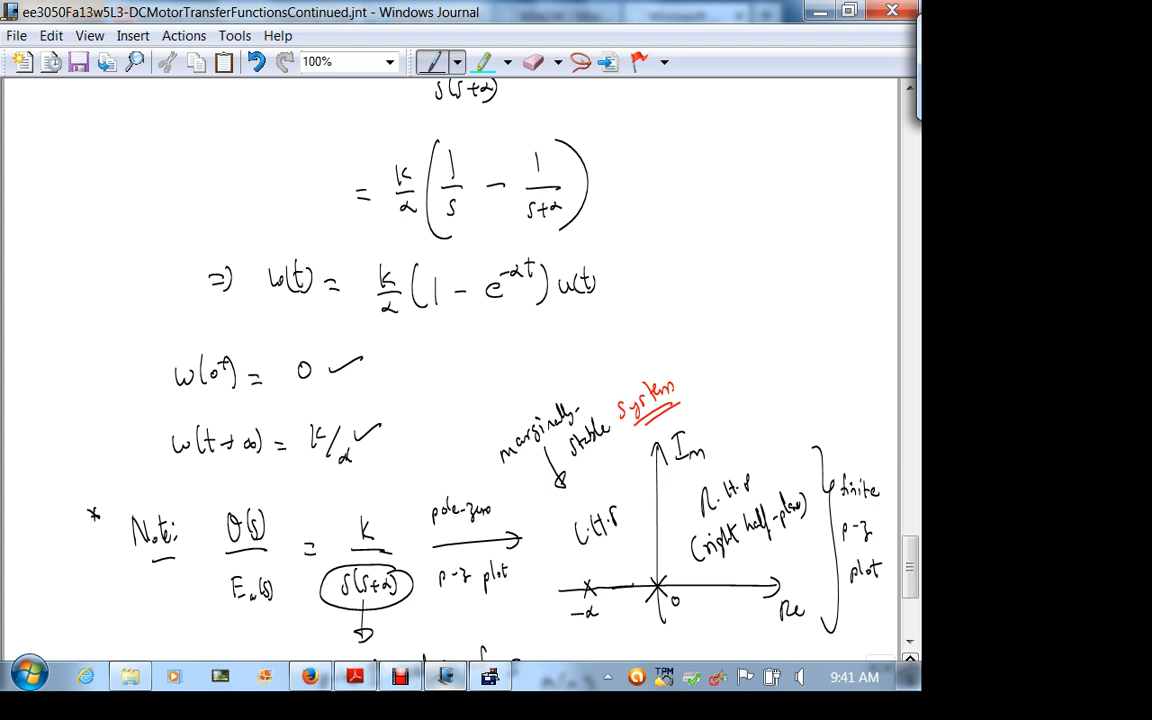 ee3050Fa13w5L3-DCMotorTransferFunctionsContinued.jnt - Windows Journal
File Edit View Insert Actions Tools Help
100%
s(s+α)
= K/α (1/s - 1/(s+α))
=> ω(t) = K/α (1 - e^-αt) u(t)
ω(0+) = 0 ✓
ω(t→∞) = K/α ✓
marginally-
stable system
Im
R.H.P
(right half-plane)
L.H.P
finite
p-z
plot
* Note: Θ(s)/Ea(s) = K/(s(s+α))
pole-zero
p-z plot
-α
0
Re
9:41 AM